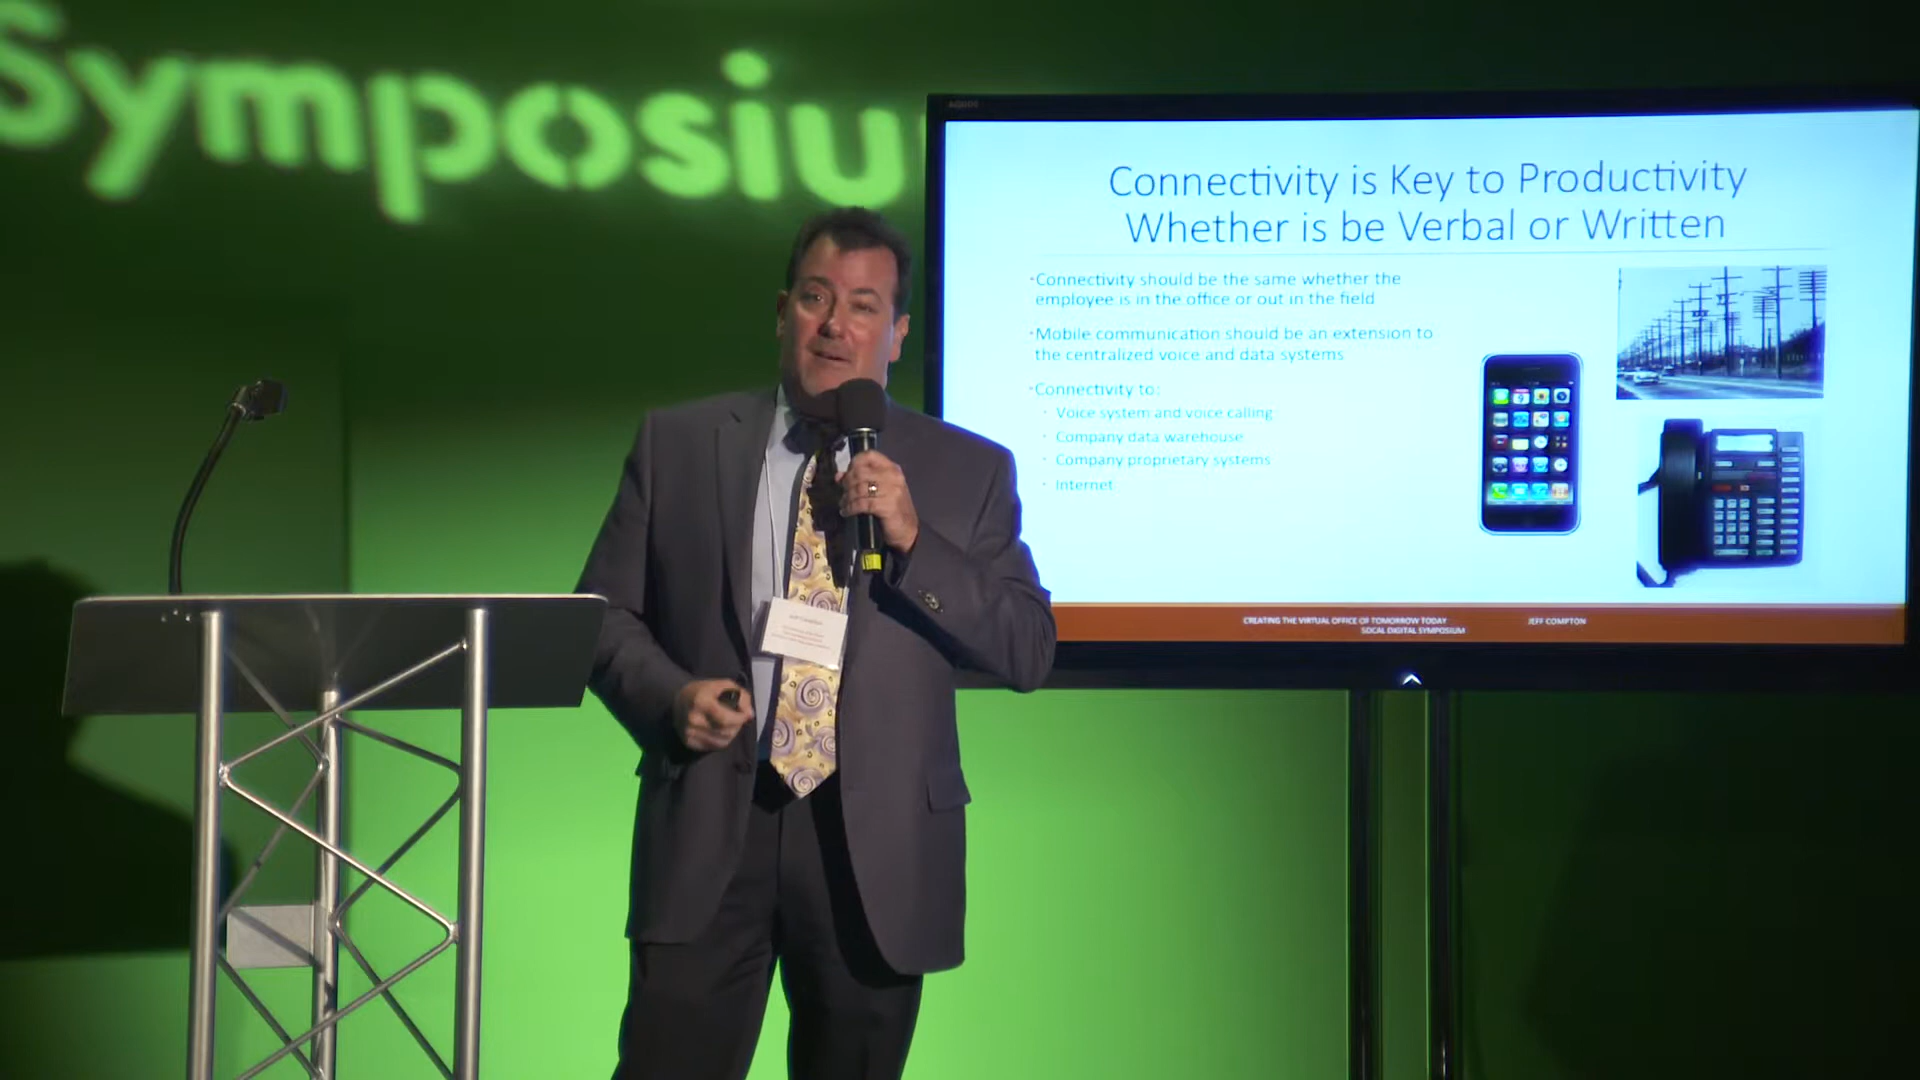 Symposiu
Connectivity is Key to Productivity
Whether is be Verbal or Written
Connectivity should be the same whether the
employee is in the office or out in the field
Mobile communication should be an extension to
the centralized voice and data systems
Connectivity to:
Voice system and voice calling
Company data warehouse
Company proprietary systems
Internet
CREATING THE VIRTUAL OFFICE OF TOMORROW TODAY JEFF COMPTON
SOCAL DIGITAL SYMPOSIUM